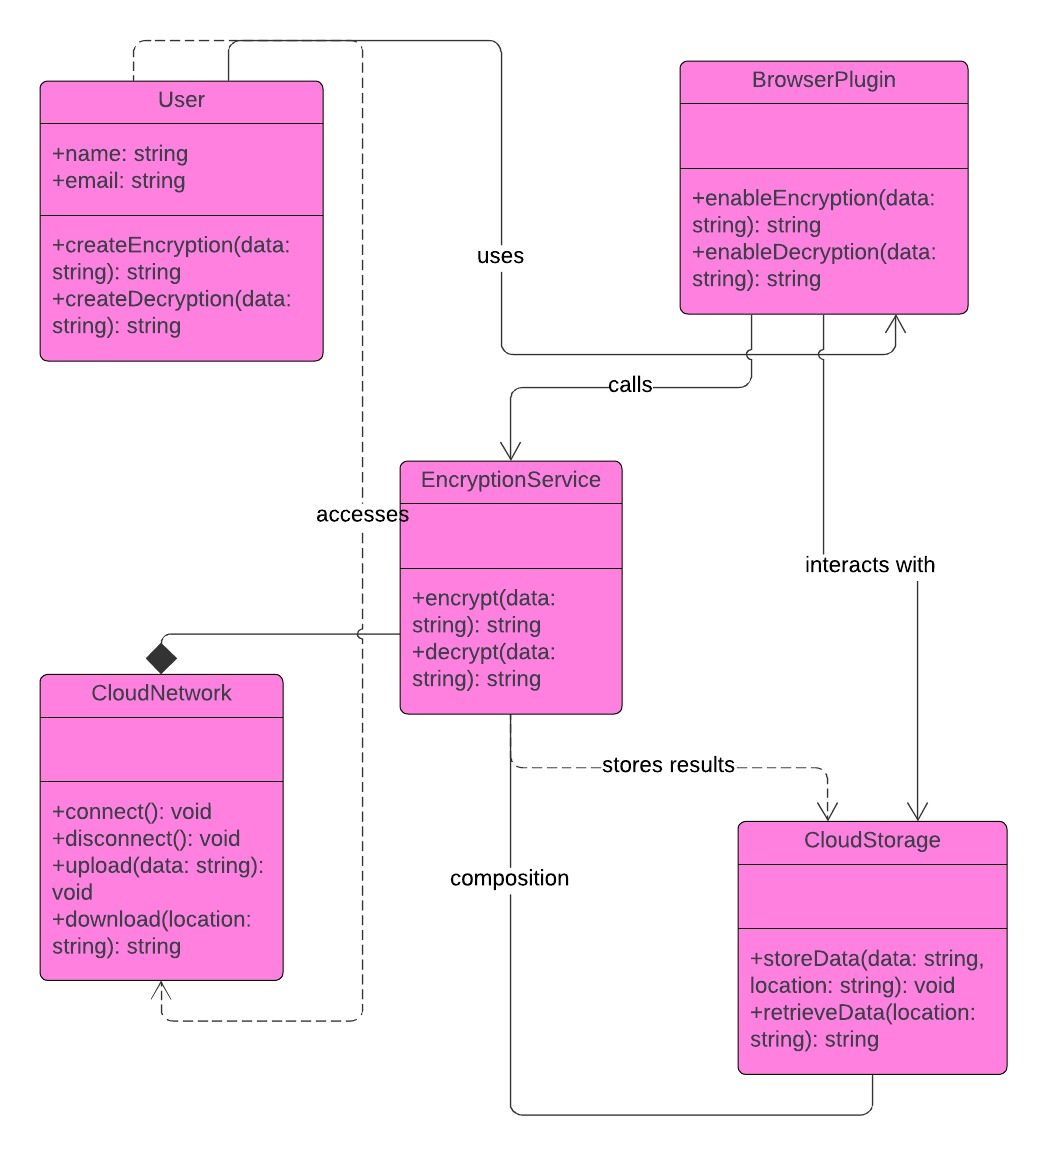 User
+name: string
+email: string
+createEncryption(data:
string): string
+createDecryption(data:
string): string
BrowserPlugin
+enableEncryption(data:
string): string
+enableDecryption(data:
string): string
uses
calls
EncryptionService
+encrypt(data:
string): string
+decrypt(data:
string): string
accesses
interacts with
CloudNetwork
+connect(): void
+disconnect(): void
+upload(data: string):
void
+download(location:
string): string
stores results
composition
CloudStorage
+storeData(data: string,
location: string): void
+retrieveData(location:
string): string